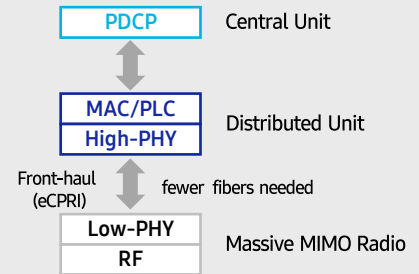 PDCP
Central Unit
MAC/PLC
High-PHY
Distributed Unit
Front-haul
(eCPRI)
fewer fibers needed
Low-PHY
RF
Massive MIMO Radio